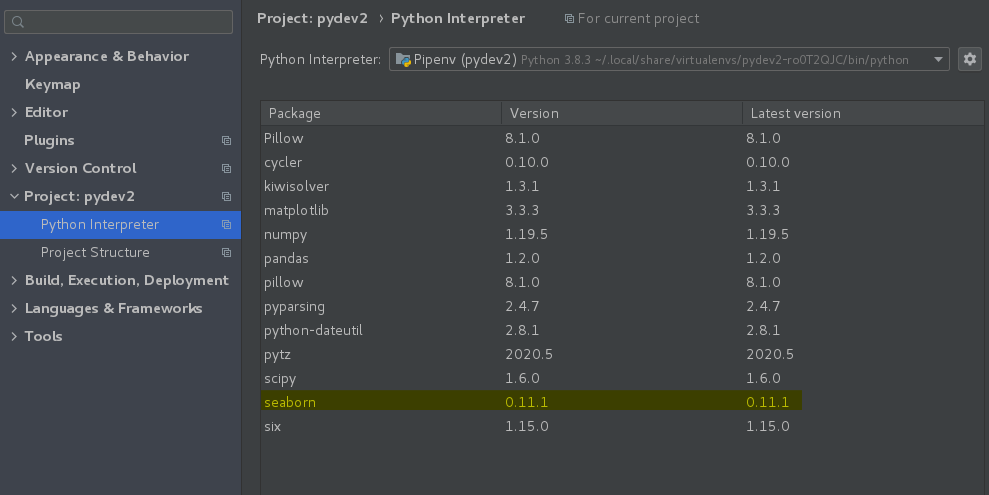 Project: pydev2 › Python Interpreter For current project
Appearance & Behavior
Keymap
Editor
Plugins
Version Control
Project: pydev2
Python Interpreter
Project Structure
Build, Execution, Deployment
Languages & Frameworks
Tools
Python Interpreter: Pipenv (pydev2) Python 3.8.3 ~/.local/share/virtualenvs/pydev2-ro0T2QJC/bin/python
Package Version Latest version
Pillow 8.1.0 8.1.0
cycler 0.10.0 0.10.0
kiwisolver 1.3.1 1.3.1
matplotlib 3.3.3 3.3.3
numpy 1.19.5 1.19.5
pandas 1.2.0 1.2.0
pillow 8.1.0 8.1.0
pyparsing 2.4.7 2.4.7
python-dateutil 2.8.1 2.8.1
pytz 2020.5 2020.5
scipy 1.6.0 1.6.0
seaborn 0.11.1 0.11.1
six 1.15.0 1.15.0